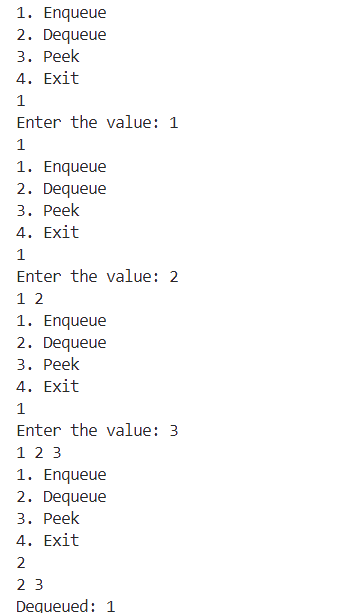 1. Enqueue
2. Dequeue
3. Peek
4. Exit
1
Enter the value: 1
1
1. Enqueue
2. Dequeue
3. Peek
4. Exit
1
Enter the value: 2
1 2
1. Enqueue
2. Dequeue
3. Peek
4. Exit
1
Enter the value: 3
1 2 3
1. Enqueue
2. Dequeue
3. Peek
4. Exit
2
2 3
Dequeued: 1